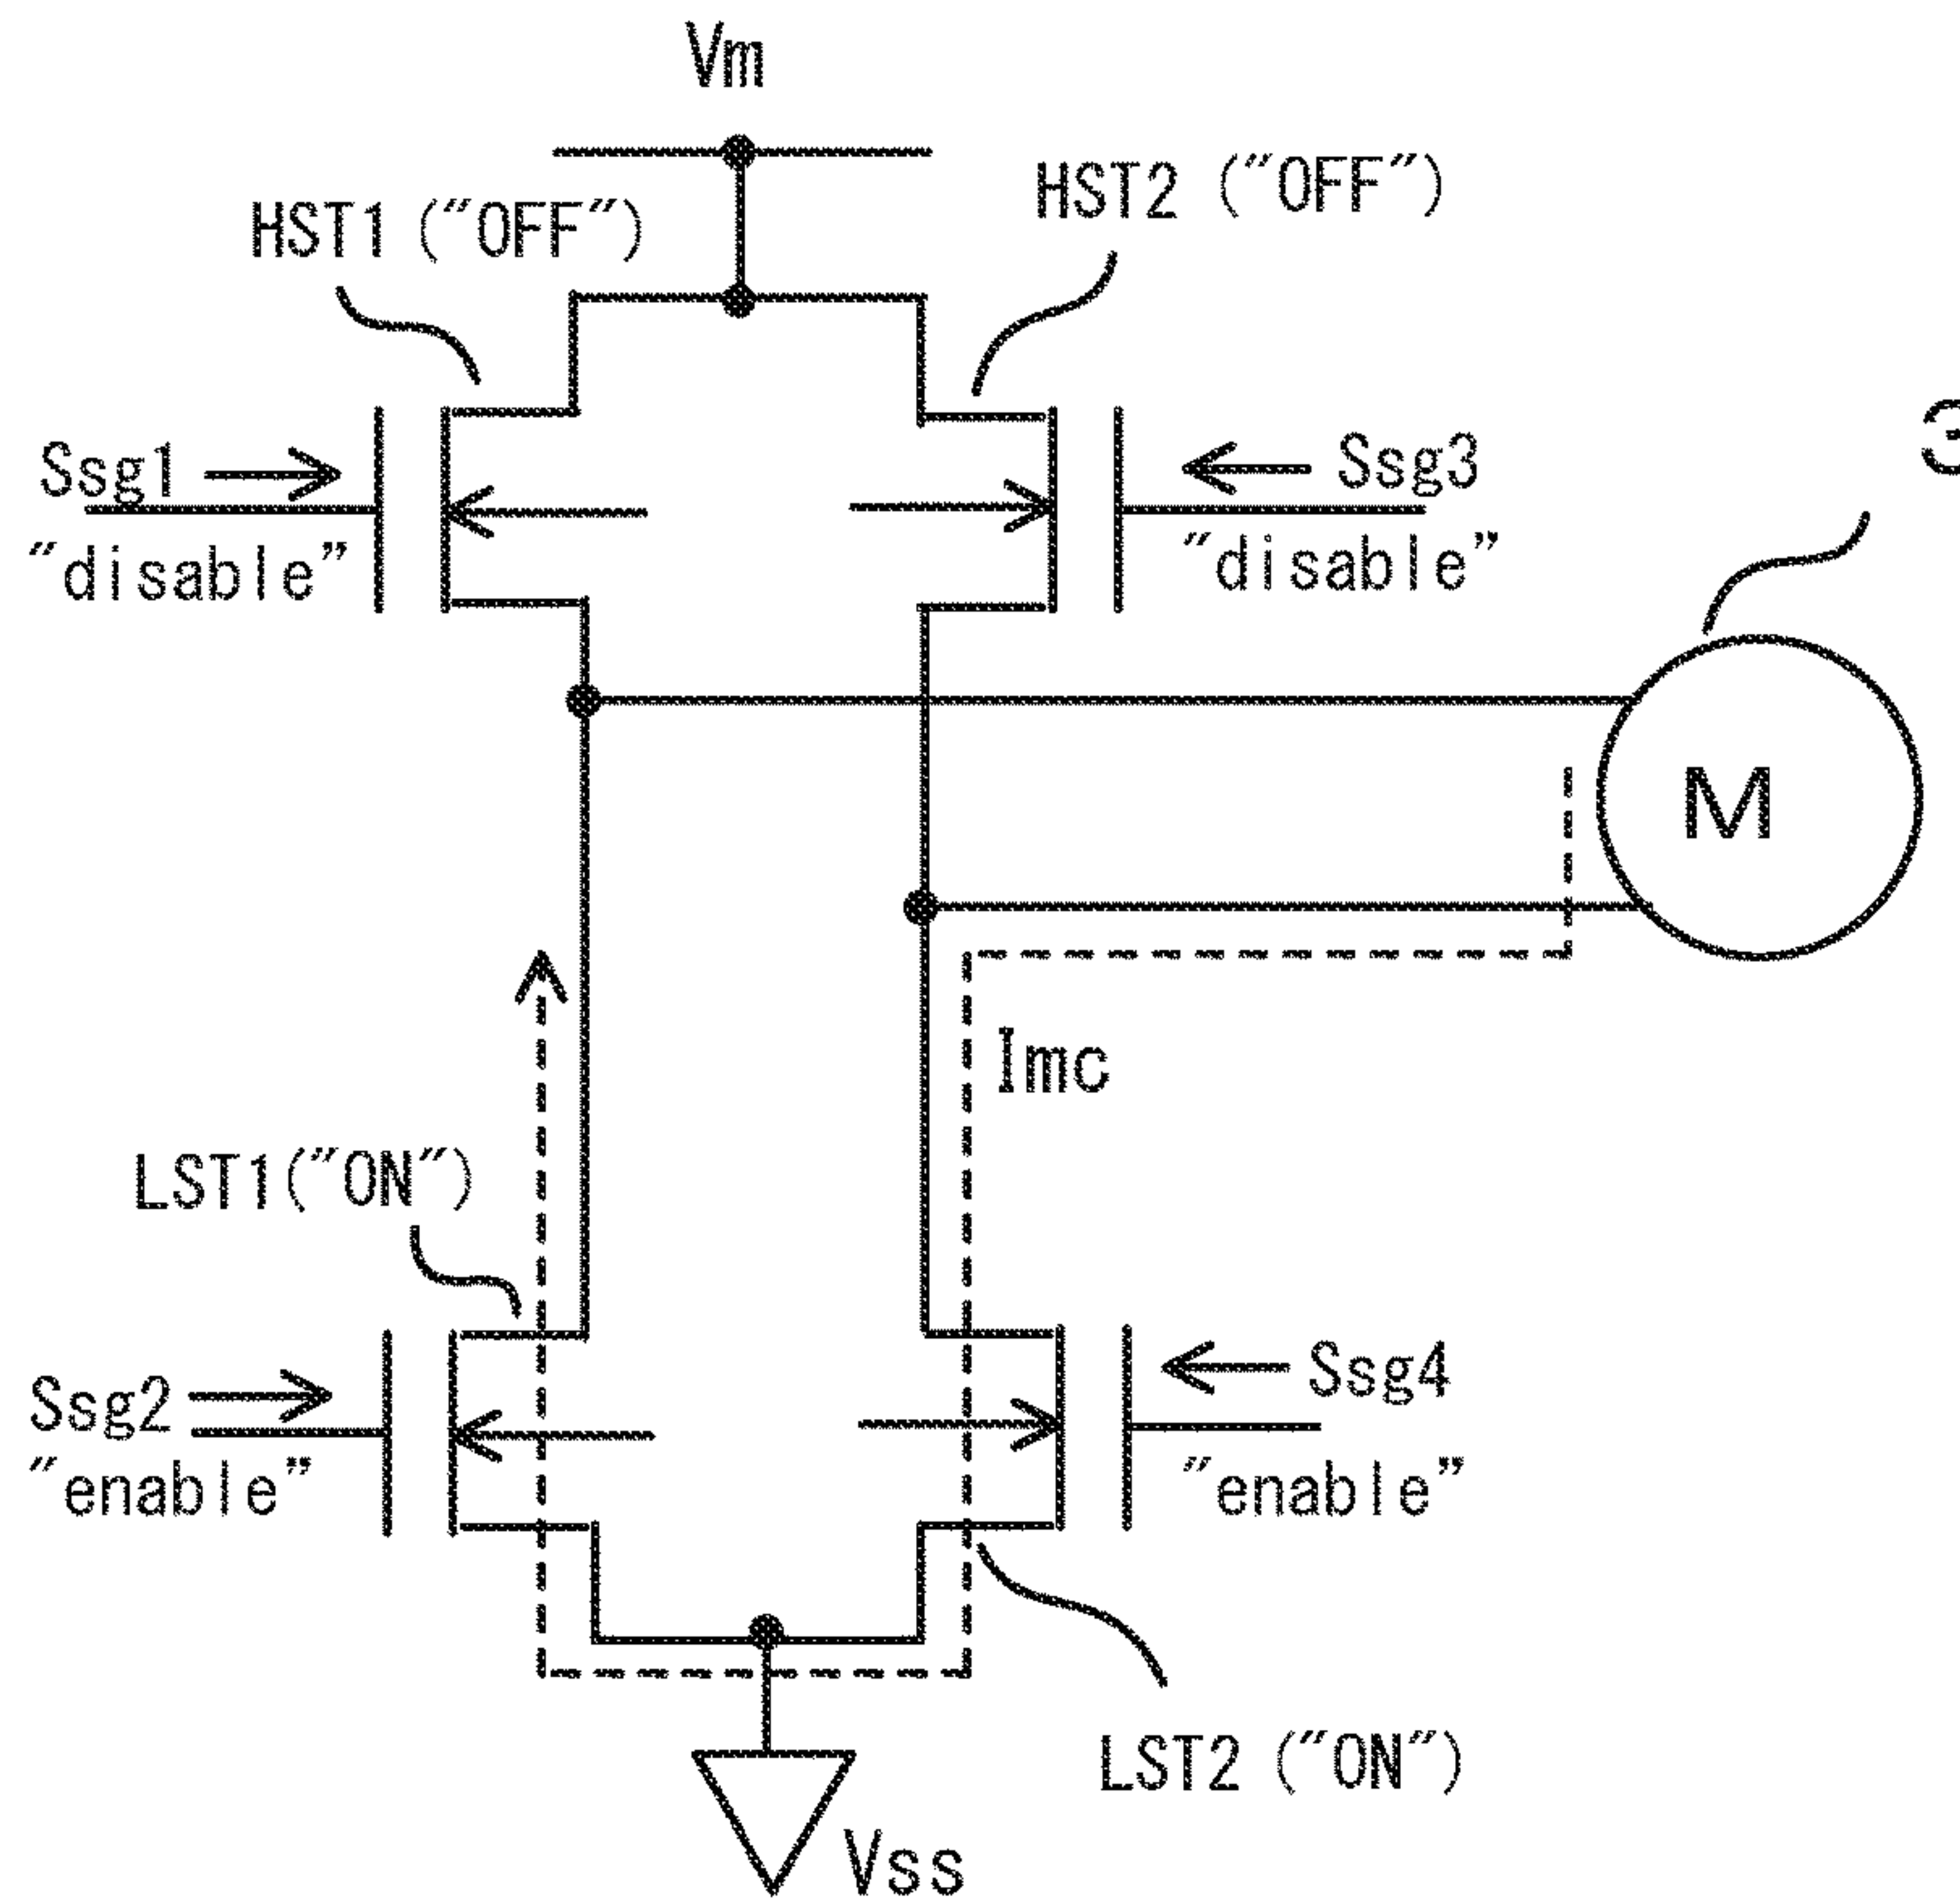 Vm
HST1 ("OFF")
HST2 ("OFF")
Ssg1
"disable"
Ssg3
"disable"
3
M
Imc
LST1("ON")
Ssg2
"enable"
Ssg4
"enable"
LST2 ("ON")
Vss